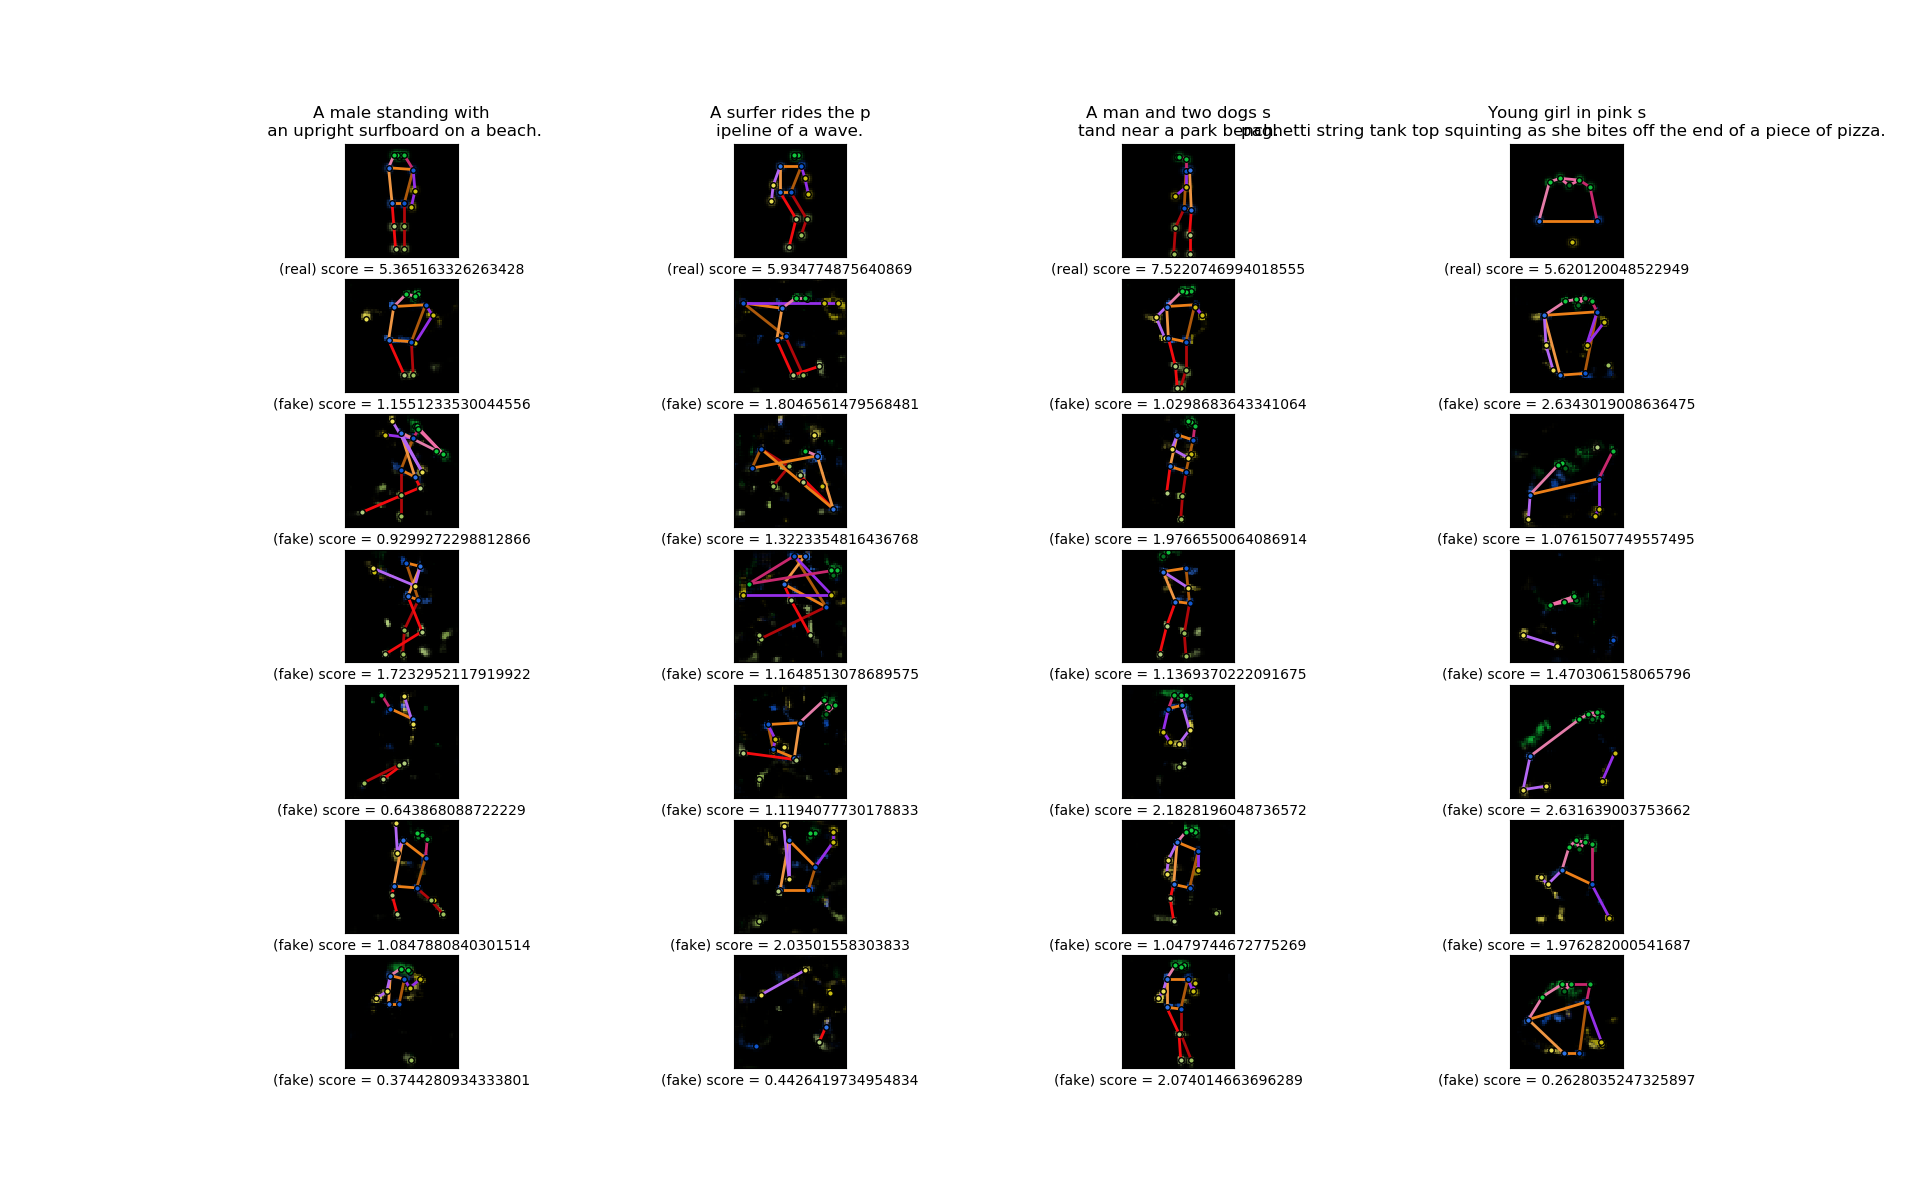 A male standing with
an upright surfboard on a beach.
A surfer rides the p
ipeline of a wave.
A man and two dogs s
tand near a park bench.
Young girl in pink s
paghetti string tank top squinting as she bites off the end of a piece of pizza.
(real) score = 5.365163326263428
(real) score = 5.934774875640869
(real) score = 7.5220746994018555
(real) score = 5.620120048522949
(fake) score = 1.1551233530044556
(fake) score = 1.8046561479568481
(fake) score = 1.0298683643341064
(fake) score = 2.6343019008636475
(fake) score = 0.9299272298812866
(fake) score = 1.3223354816436768
(fake) score = 1.9766550064086914
(fake) score = 1.0761507749557495
(fake) score = 1.7232952117919922
(fake) score = 1.1648513078689575
(fake) score = 1.1369370222091675
(fake) score = 1.470306158065796
(fake) score = 0.643868088722229
(fake) score = 1.1194077730178833
(fake) score = 2.1828196048736572
(fake) score = 2.631639003753662
(fake) score = 1.0847880840301514
(fake) score = 2.03501558303833
(fake) score = 1.0479744672775269
(fake) score = 1.976282000541687
(fake) score = 0.3744280934333801
(fake) score = 0.4426419734954834
(fake) score = 2.074014663696289
(fake) score = 0.2628035247325897